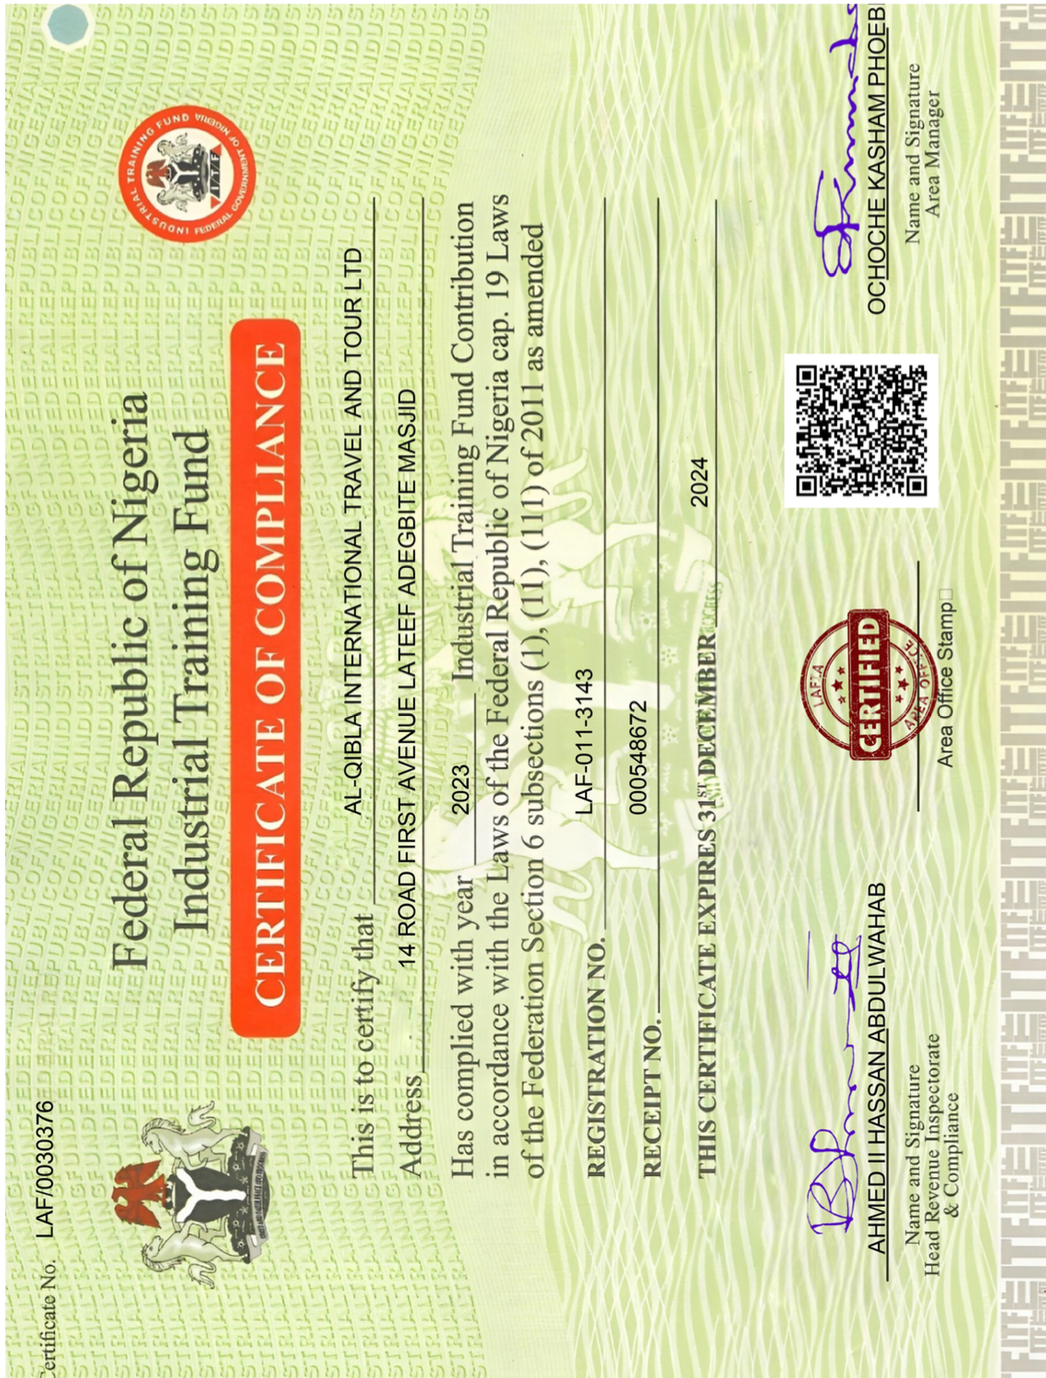 Certificate No. LAF/0030376
INDUSTRIAL TRAINING FUND
FEDERAL GOVERNMENT OF NIGERIA
I.T.F
Federal Republic of Nigeria
Industrial Training Fund
CERTIFICATE OF COMPLIANCE
This is to certify that AL-QIBLA INTERNATIONAL TRAVEL AND TOUR LTD
Address 14 ROAD FIRST AVENUE LATEEF ADEGBITE MASJID
Has complied with year 2023 Industrial Training Fund Contribution
in accordance with the Laws of the Federal Republic of Nigeria cap. 19 Laws
of the Federation Section 6 subsections (1), (11), (111) of 2011 as amended
REGISTRATION NO. LAF-011-3143
RECEIPT NO. 000548672
THIS CERTIFICATE EXPIRES 31ST DECEMBER 2024
AHMED II HASSAN ABDULWAHAB
Name and Signature
Head Revenue Inspectorate
& Compliance
LAFIA
CERTIFIED
AREA OFFICE
Area Office Stamp
OCHOCHE KASHAM PHOEB
Name and Signature
Area Manager